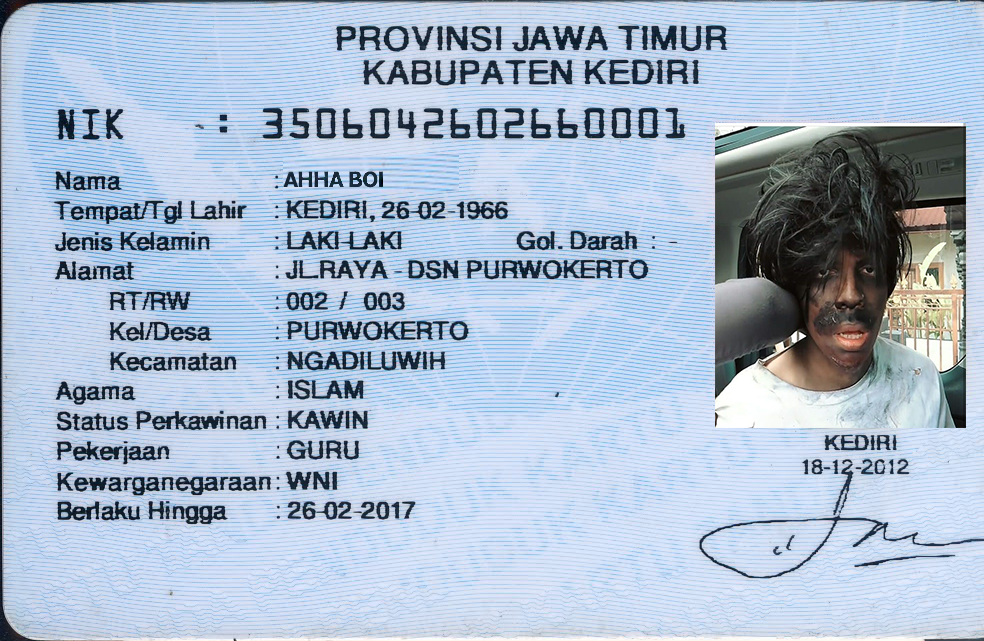 PROVINSI JAWA TIMUR
KABUPATEN KEDIRI
NIK : 3506042602660001
Nama : AHHA BOI
Tempat/Tgl Lahir : KEDIRI, 26-02-1966
Jenis Kelamin : LAKI-LAKI Gol. Darah : -
Alamat : JL.RAYA - DSN PURWOKERTO
RT/RW : 002 / 003
Kel/Desa : PURWOKERTO
Kecamatan : NGADILUWIH
Agama : ISLAM
Status Perkawinan : KAWIN
Pekerjaan : GURU
Kewarganegaraan : WNI
Berlaku Hingga : 26-02-2017
KEDIRI
18-12-2012